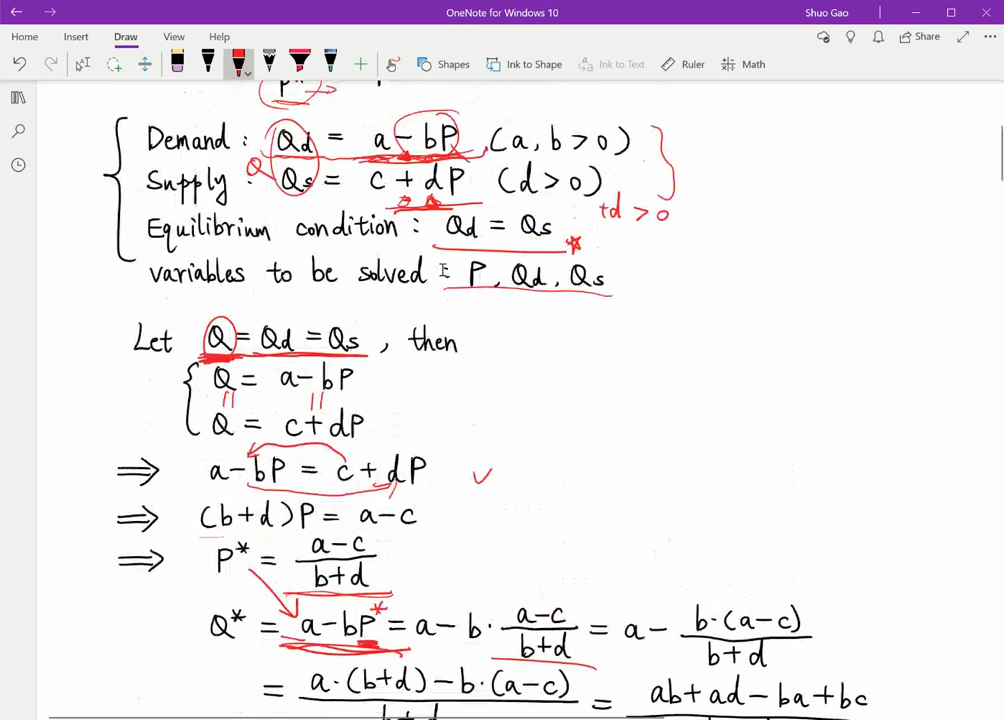 OneNote for Windows 10
Shuo Gao
Home Insert Draw View Help
Share
Shapes Ink to Shape Ink to Text Ruler Math
Demand : Qd = a - bP , (a, b > 0)
Q
Supply : Qs = c + dP (d > 0)
+d > 0
Equilibrium condition : Qd = Qs
variables to be solved : P, Qd, Qs
Let Q = Qd = Qs , then
Q = a - bP
Q = c + dP
⇒ a - bP = c + dP
⇒ (b+d)P = a - c
⇒ P* = (a-c)/(b+d)
Q* = a - bP* = a - b · (a-c)/(b+d) = a - b·(a-c)/(b+d)
= a·(b+d) - b·(a-c) = ab + ad - ba + bc